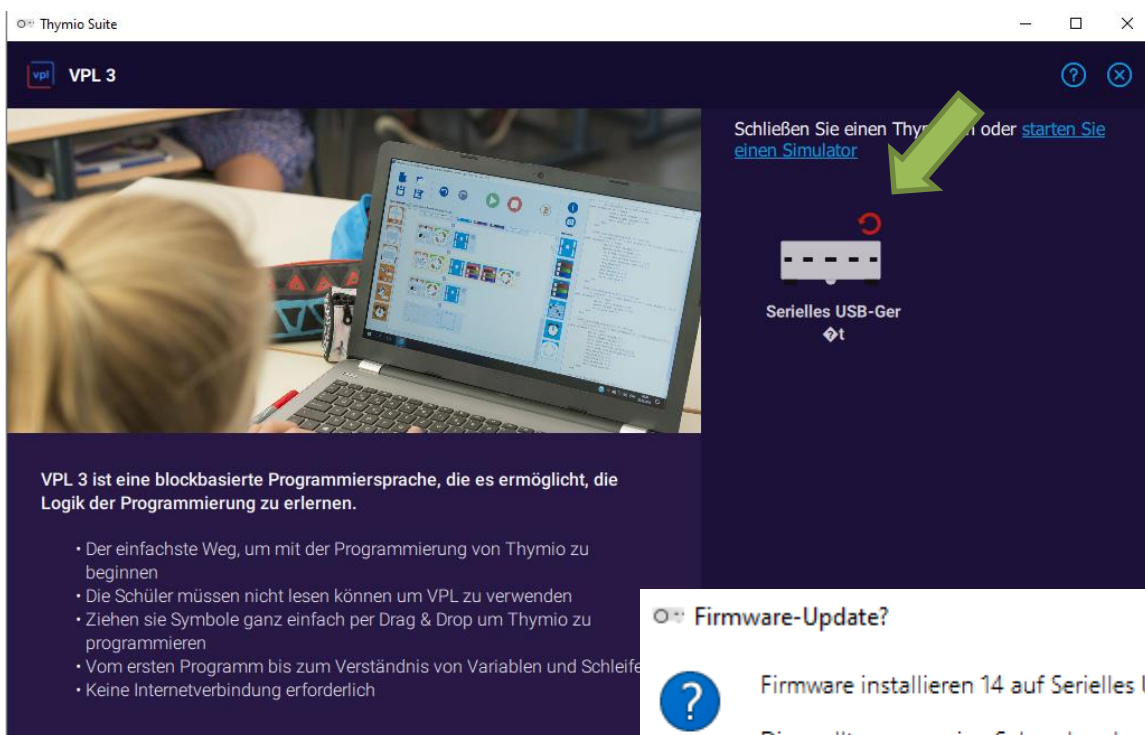 Thymio Suite
vpl VPL 3
Schließen Sie einen Thy oder starten Sie
einen Simulator
Serielles USB-Ger
�t
VPL 3 ist eine blockbasierte Programmiersprache, die es ermöglicht, die
Logik der Programmierung zu erlernen.
• Der einfachste Weg, um mit der Programmierung von Thymio zu
beginnen
• Die Schüler müssen nicht lesen können um VPL zu verwenden
• Ziehen sie Symbole ganz einfach per Drag & Drop um Thymio zu
programmieren
• Vom ersten Programm bis zum Verständnis von Variablen und Schleife
• Keine Internetverbindung erforderlich
Firmware-Update?
Firmware installieren 14 auf Serielles U